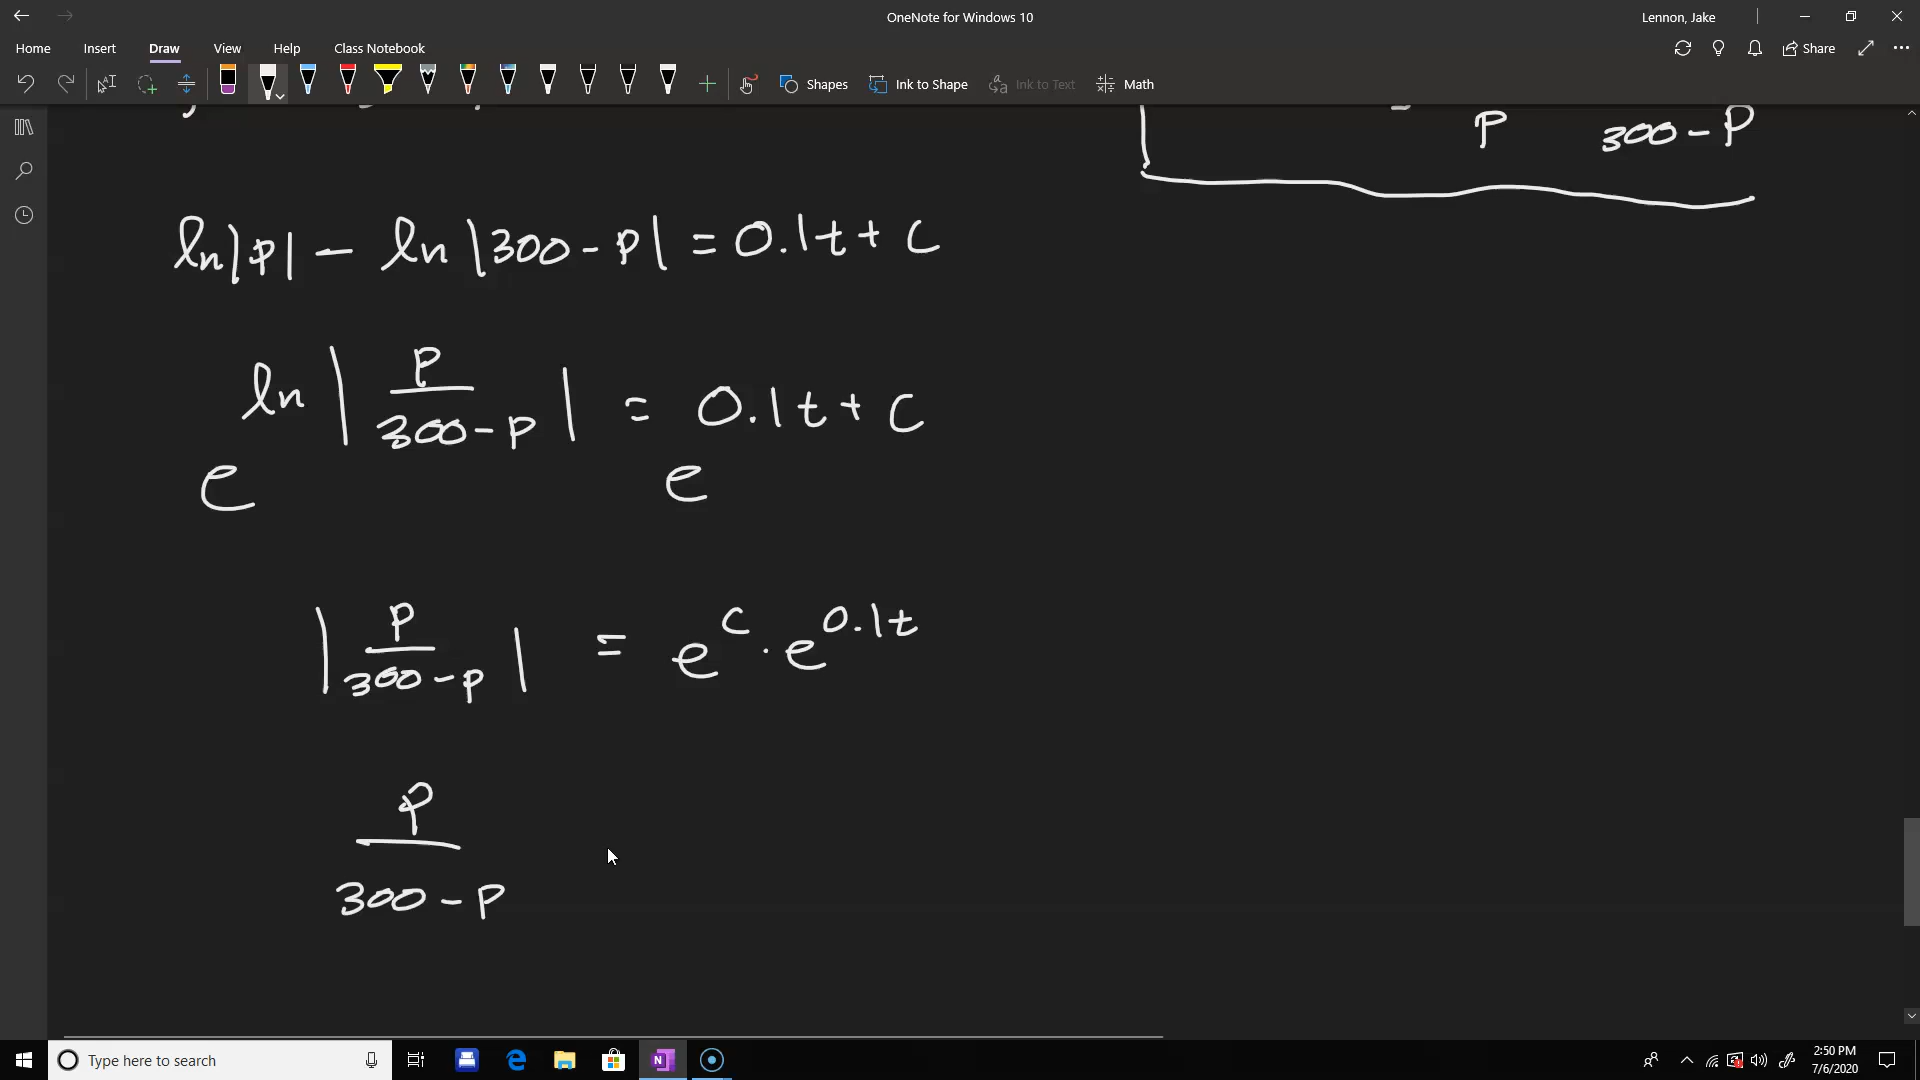 OneNote for Windows 10
Lennon, Jake
Home Insert Draw View Help Class Notebook
Share
Shapes Ink to Shape Ink to Text Math
P 300 - P
ln|P| - ln|300 - P| = 0.1t + C
ln | P / 300 - P | = 0.1t + C
e e
| P / 300 - P | = e^C · e^0.1t
P
300 - P
Type here to search
2:50 PM
7/6/2020